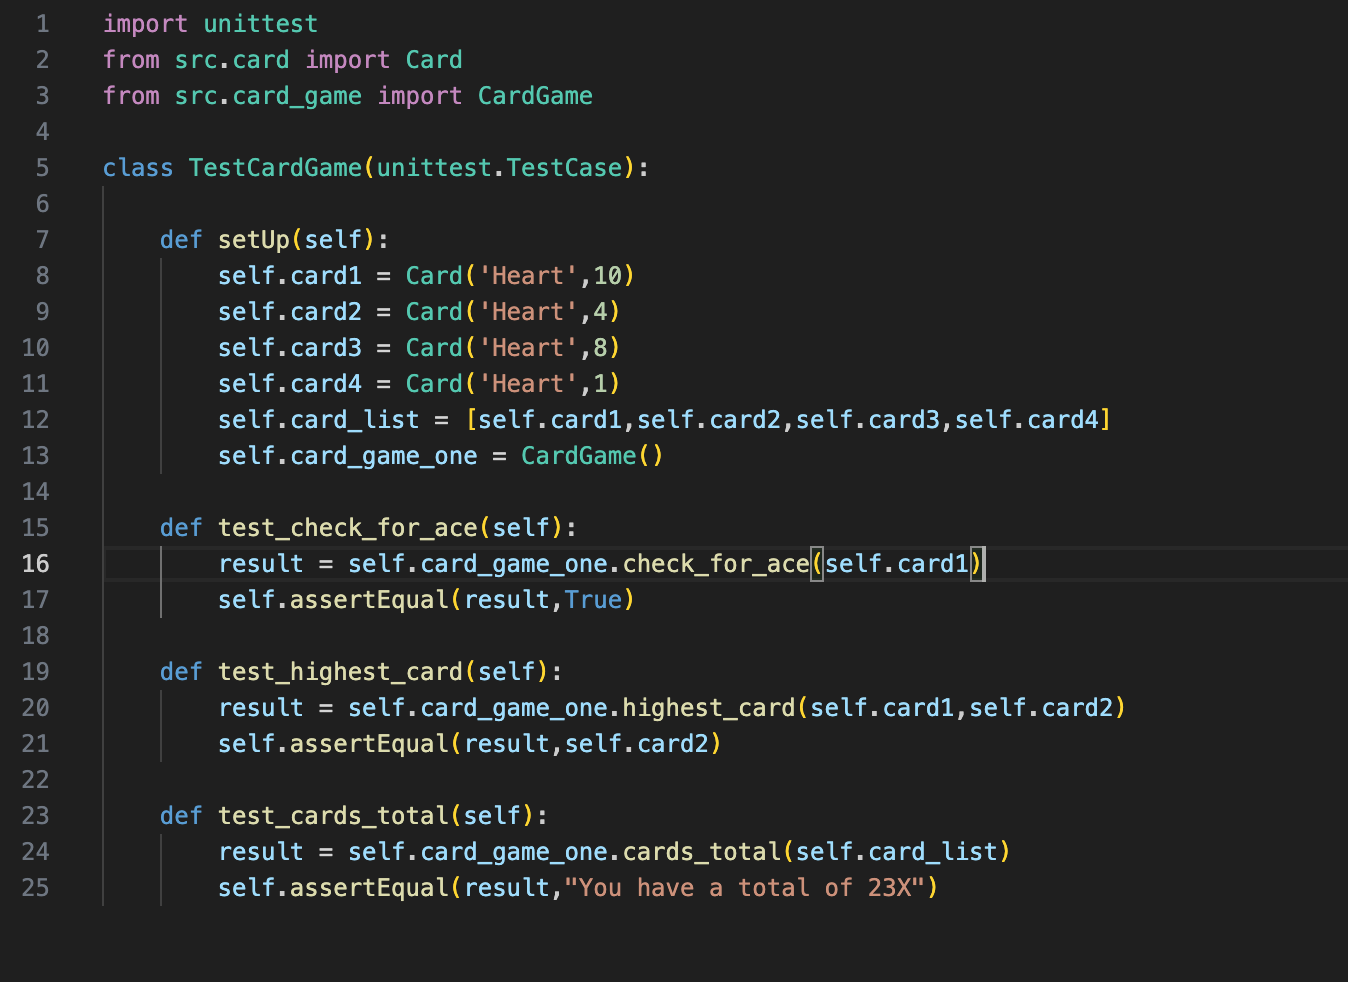 1 import unittest
2 from src.card import Card
3 from src.card_game import CardGame
4
5 class TestCardGame(unittest.TestCase):
6
7     def setUp(self):
8         self.card1 = Card('Heart',10)
9         self.card2 = Card('Heart',4)
10         self.card3 = Card('Heart',8)
11         self.card4 = Card('Heart',1)
12         self.card_list = [self.card1,self.card2,self.card3,self.card4]
13         self.card_game_one = CardGame()
14
15     def test_check_for_ace(self):
16         result = self.card_game_one.check_for_ace(self.card1)
17         self.assertEqual(result,True)
18
19     def test_highest_card(self):
20         result = self.card_game_one.highest_card(self.card1,self.card2)
21         self.assertEqual(result,self.card2)
22
23     def test_cards_total(self):
24         result = self.card_game_one.cards_total(self.card_list)
25         self.assertEqual(result,"You have a total of 23X")